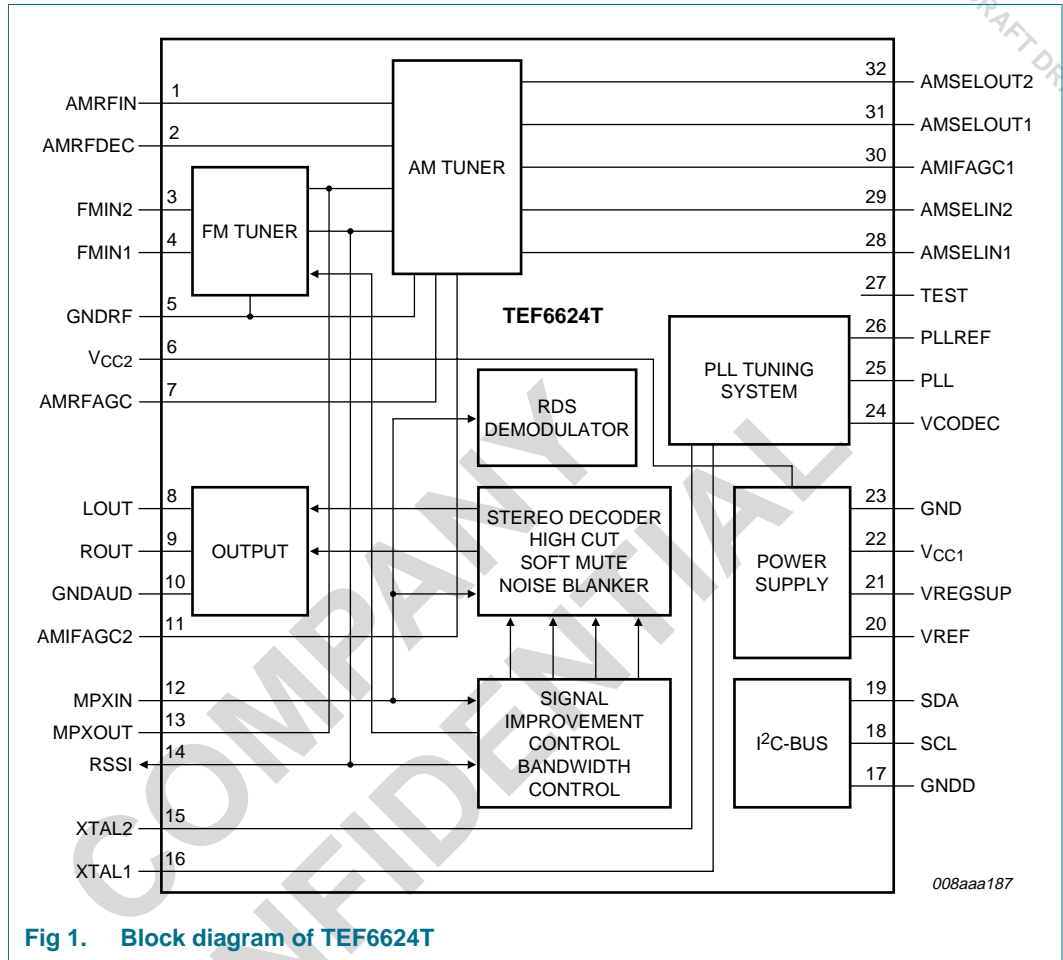 DRAFT DR
1
AMRFIN
2
AMRFDEC
3
FMIN2
4
FMIN1
5
GNDRF
6
VCC2
7
AMRFAGC
8
LOUT
9
ROUT
10
GNDAUD
11
AMIFAGC2
12
MPXIN
13
MPXOUT
14
RSSI
15
XTAL2
16
XTAL1
FM TUNER
AM TUNER
TEF6624T
RDS
DEMODULATOR
OUTPUT
STEREO DECODER
HIGH CUT
SOFT MUTE
NOISE BLANKER
SIGNAL
IMPROVEMENT
CONTROL
BANDWIDTH
CONTROL
PLL TUNING
SYSTEM
POWER
SUPPLY
I2C-BUS
32
AMSELOUT2
31
AMSELOUT1
30
AMIFAGC1
29
AMSELIN2
28
AMSELIN1
27
TEST
26
PLLREF
25
PLL
24
VCODEC
23
GND
22
VCC1
21
VREGSUP
20
VREF
19
SDA
18
SCL
17
GNDD
008aaa187
COMPANY
CONFIDENTIAL
Fig 1. Block diagram of TEF6624T